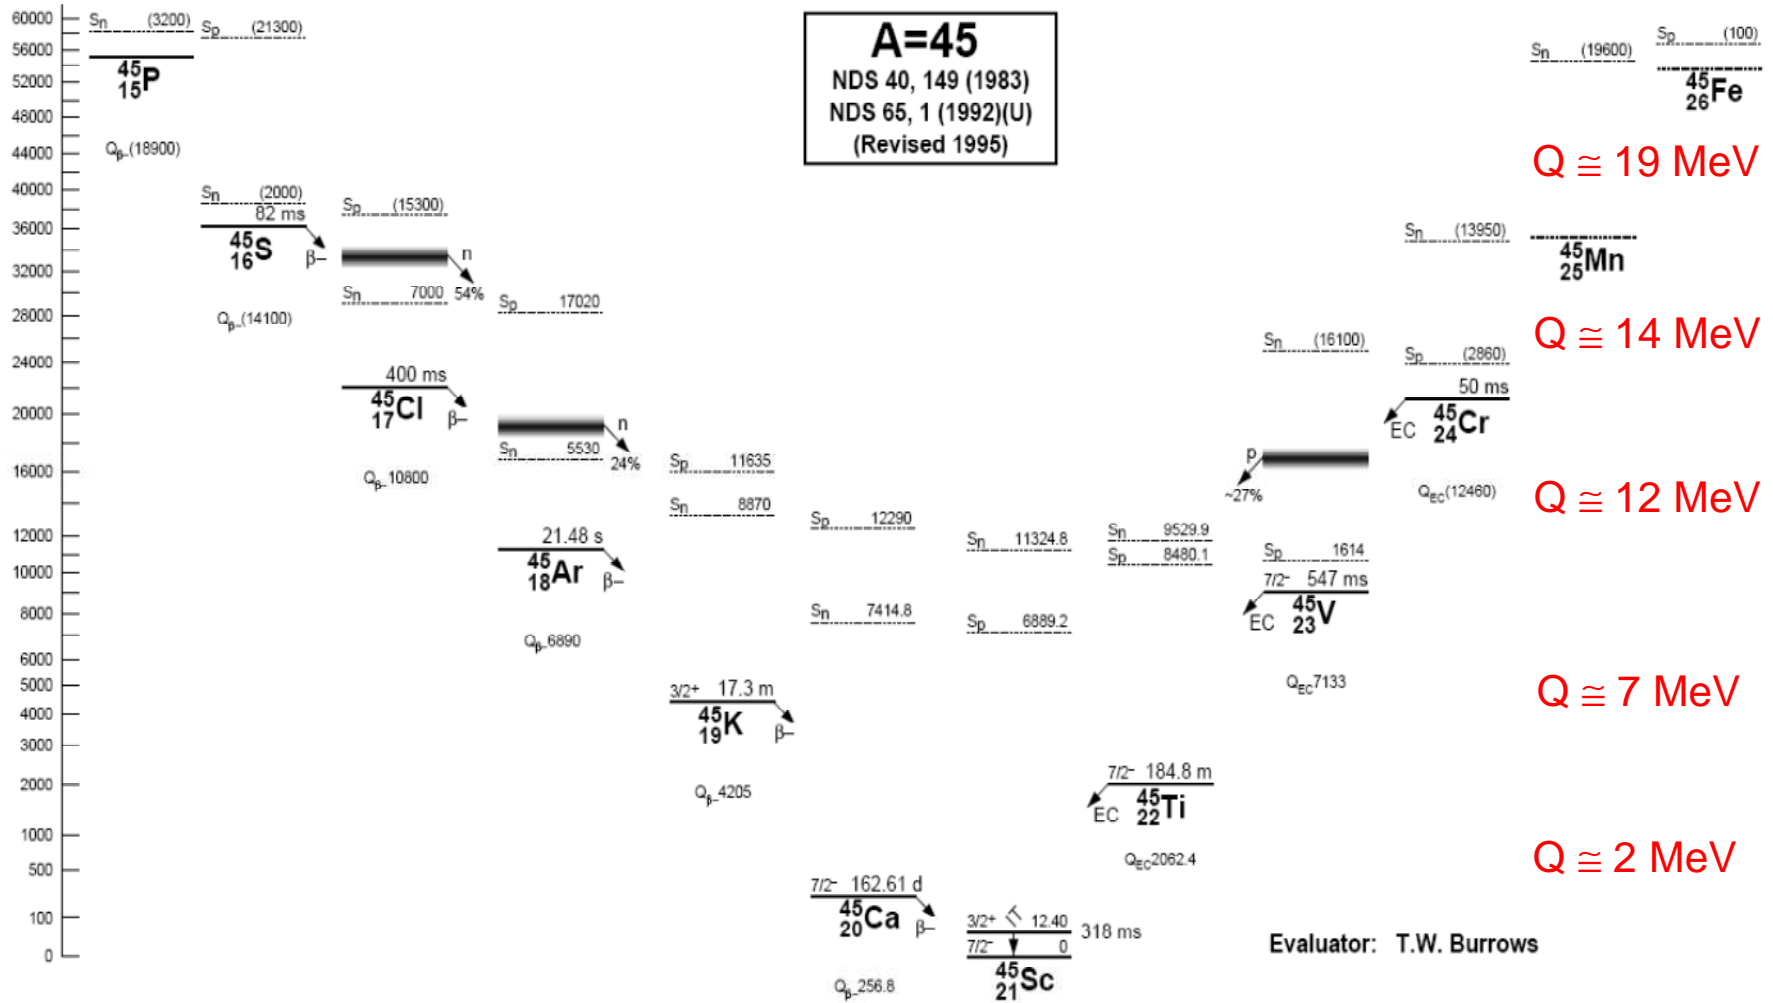 A=45
NDS 40, 149 (1983)
NDS 65, 1 (1992)(U)
(Revised 1995)
60000
56000
52000
48000
44000
40000
36000
32000
28000
24000
20000
16000
12000
10000
8000
6000
5000
4000
3000
2000
1000
500
100
0
Sn (3200)
45 15 P
Qβ-(18900)
Sp (21300)
Sn (2000)
82 ms
45 16 S β-
Qβ-(14100)
Sp (15300)
n
Sn 7000 54%
400 ms
45 17 Cl β-
Qβ-10800
Sp 17020
n
Sn 5530 24%
21.48 s
45 18 Ar β-
Qβ-6890
Sp 11635
Sn 8870
3/2+ 17.3 m
45 19 K β-
Qβ-4205
Sp 12290
Sn 7414.8
7/2- 162.61 d
45 20 Ca β-
Qβ-256.8
Sn 11324.8
Sp 6889.2
3/2+ IT 12.40 318 ms
7/2- 0
45 21 Sc
Sn 9529.9
Sp 8480.1
7/2- 184.8 m
EC 45 22 Ti
QEC2062.4
Sn (16100)
p
~27%
Sp 1614
7/2- 547 ms
EC 45 23 V
QEC7133
Sn (13950)
Sp (2860)
50 ms
EC 45 24 Cr
QEC(12460)
Sn (19600)
45 25 Mn
Sp (100)
45 26 Fe
Q ≅ 19 MeV
Q ≅ 14 MeV
Q ≅ 12 MeV
Q ≅ 7 MeV
Q ≅ 2 MeV
Evaluator: T.W. Burrows